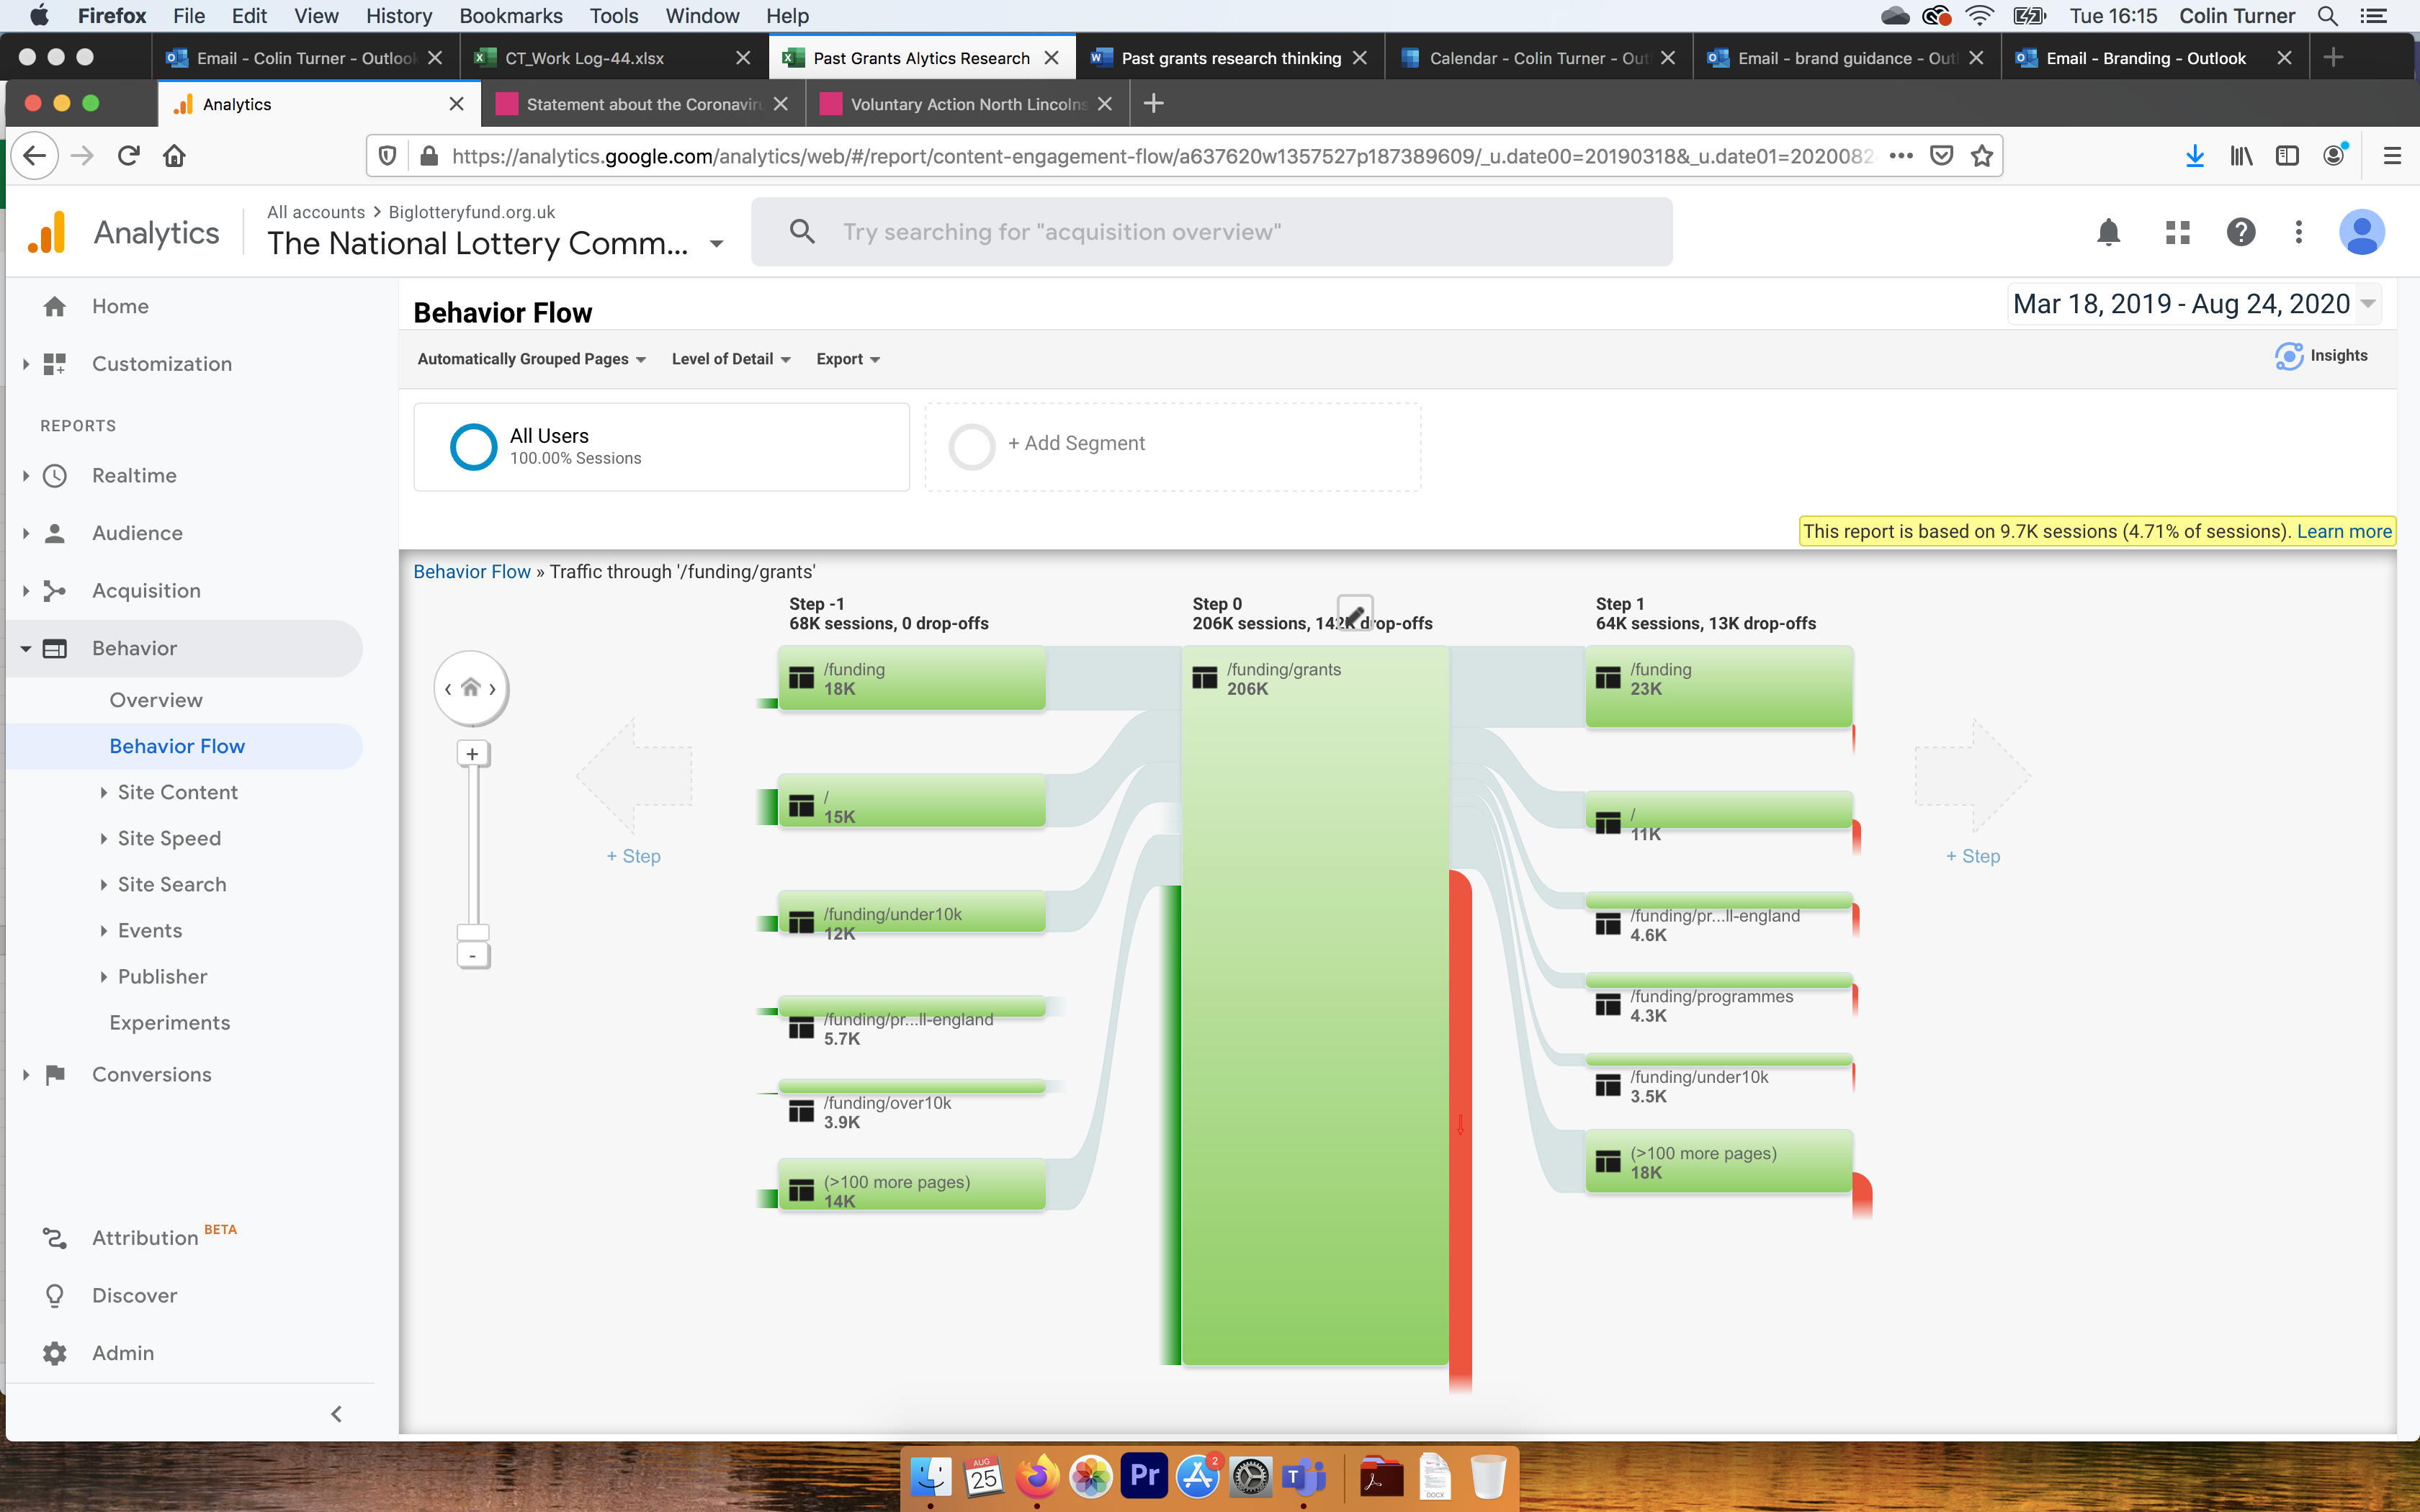 Firefox File Edit View History Bookmarks Tools Window Help Tue 16:15 Colin Turner
Email - Colin Turner - Outlook CT_Work Log-44.xlsx Past Grants Alytics Research Past grants research thinking Calendar - Colin Turner - Out Email - brand guidance - Out Email - Branding - Outlook
Analytics Statement about the Coronaviru Voluntary Action North Lincolns
https://analytics.google.com/analytics/web/#/report/content-engagement-flow/a637620w1357527p187389609/_u.date00=20190318&_u.date01=2020082
Analytics
All accounts > Biglotteryfund.org.uk
The National Lottery Comm...
Try searching for "acquisition overview"
Home
Customization
REPORTS
Realtime
Audience
Acquisition
Behavior
Overview
Behavior Flow
Site Content
Site Speed
Site Search
Events
Publisher
Experiments
Conversions
Attribution BETA
Discover
Admin
Behavior Flow
Mar 18, 2019 - Aug 24, 2020
Automatically Grouped Pages Level of Detail Export
Insights
All Users
100.00% Sessions
+ Add Segment
This report is based on 9.7K sessions (4.71% of sessions). Learn more
Behavior Flow » Traffic through '/funding/grants'
+
-
+ Step
Step -1
68K sessions, 0 drop-offs
/funding
18K
/
15K
/funding/under10k
12K
/funding/pr...ll-england
5.7K
/funding/over10k
3.9K
(>100 more pages)
14K
Step 0
206K sessions, 142K drop-offs
/funding/grants
206K
Step 1
64K sessions, 13K drop-offs
/funding
23K
/
11K
/funding/pr...ll-england
4.6K
/funding/programmes
4.3K
/funding/under10k
3.5K
(>100 more pages)
18K
+ Step
AUG
25
Pr
2
T
DOCX